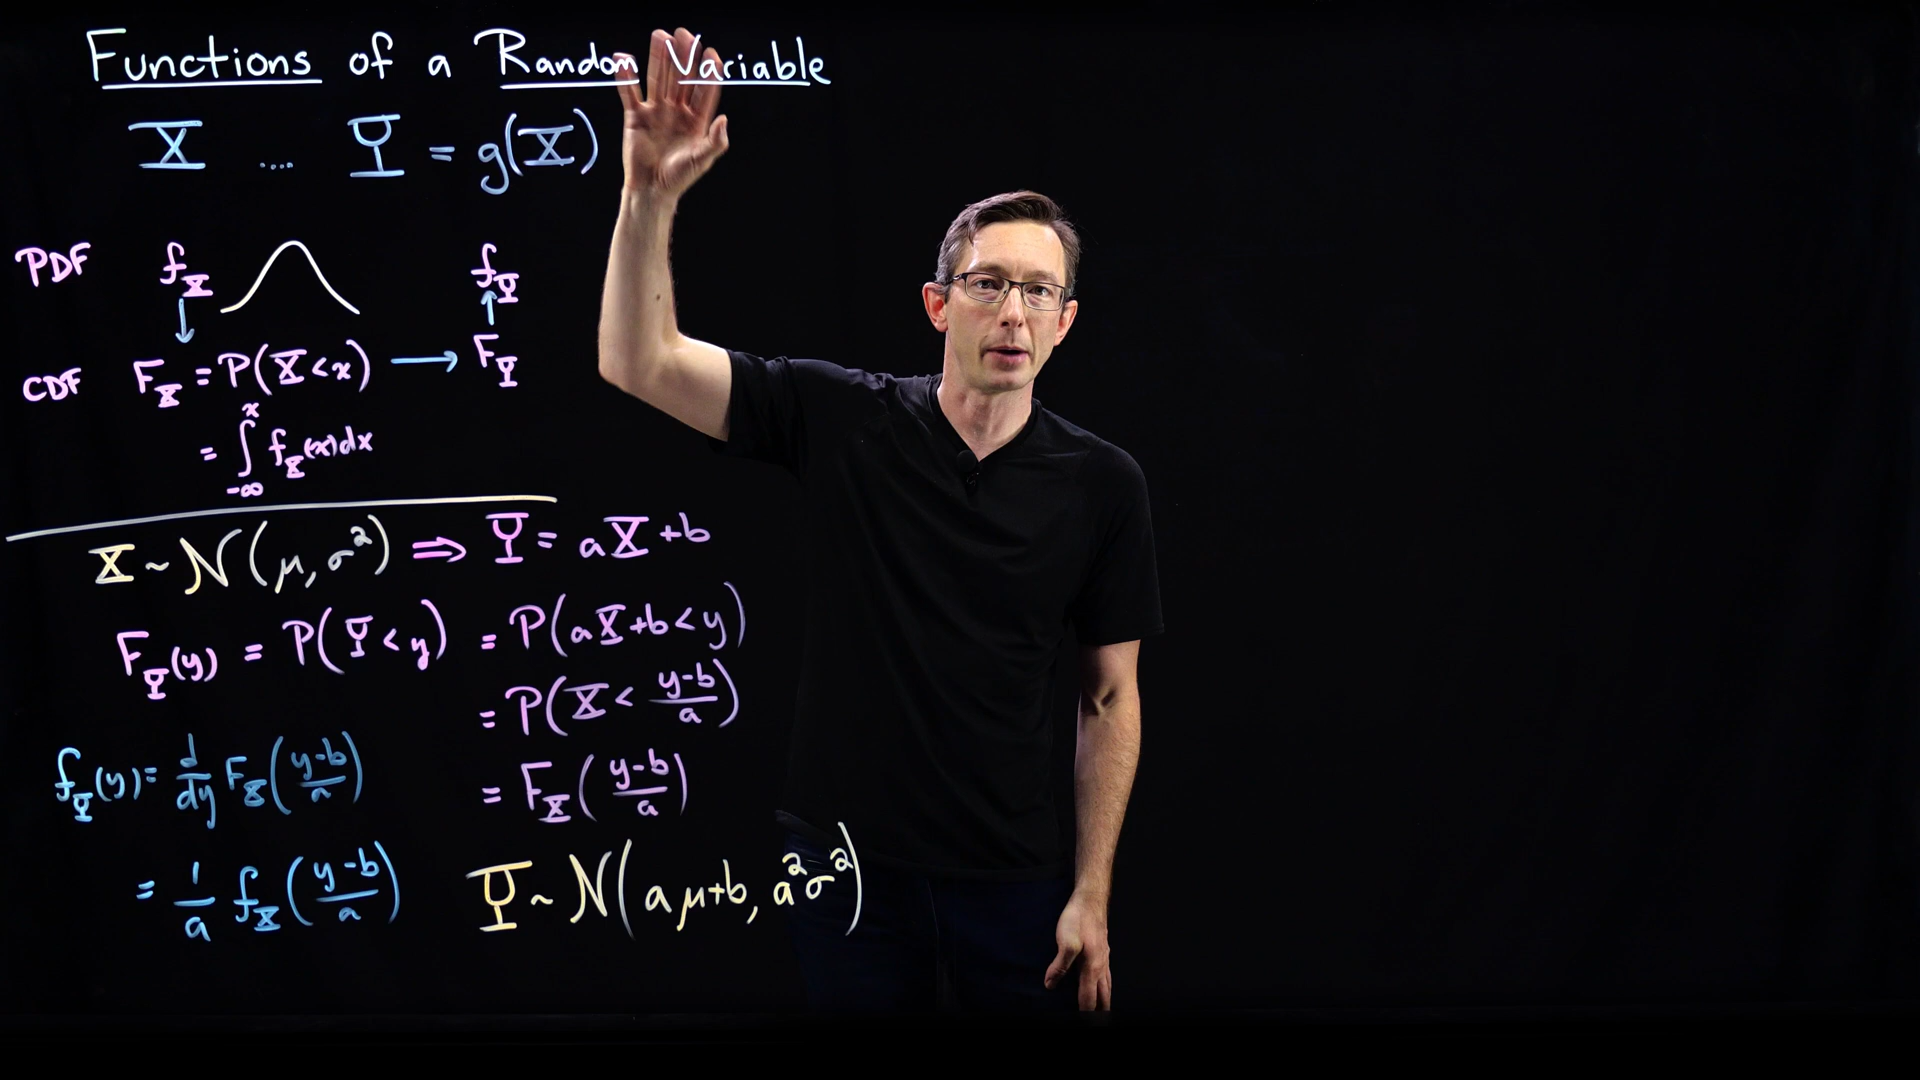 Functions of a Random Variable
X .... Y = g(X)
PDF f_X f_Y
CDF F_X = P(X < x) → F_Y
= ∫_{-∞}^{x} f_X(x)dx
X ~ N(μ, σ²) ⇒ Y = aX + b
F_Y(y) = P(Y < y) = P(aX + b < y)
= P(X < (y-b)/a)
= F_X((y-b)/a)
f_Y(y) = d/dy F_X((y-b)/a)
= 1/a f_X((y-b)/a)
Y ~ N(aμ+b, a²σ²)